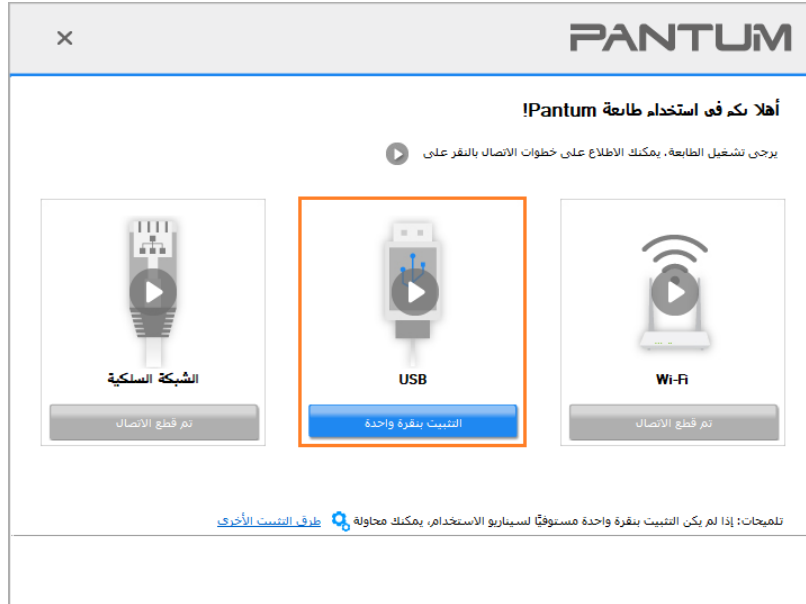 PANTUM
أهلا بكم في استخدام طابعة Pantum!
يرجى تشغيل الطابعة، يمكنك الاطلاع على خطوات الاتصال بالنقر على
Wi-Fi
تم قطع الاتصال
USB
التثبيت بنقرة واحدة
الشبكة السلكية
تم قطع الاتصال
تلميحات: إذا لم يكن التثبيت بنقرة واحدة مستوفيًا لسيناريو الاستخدام، يمكنك محاولة طرق التثبيت الأخرى